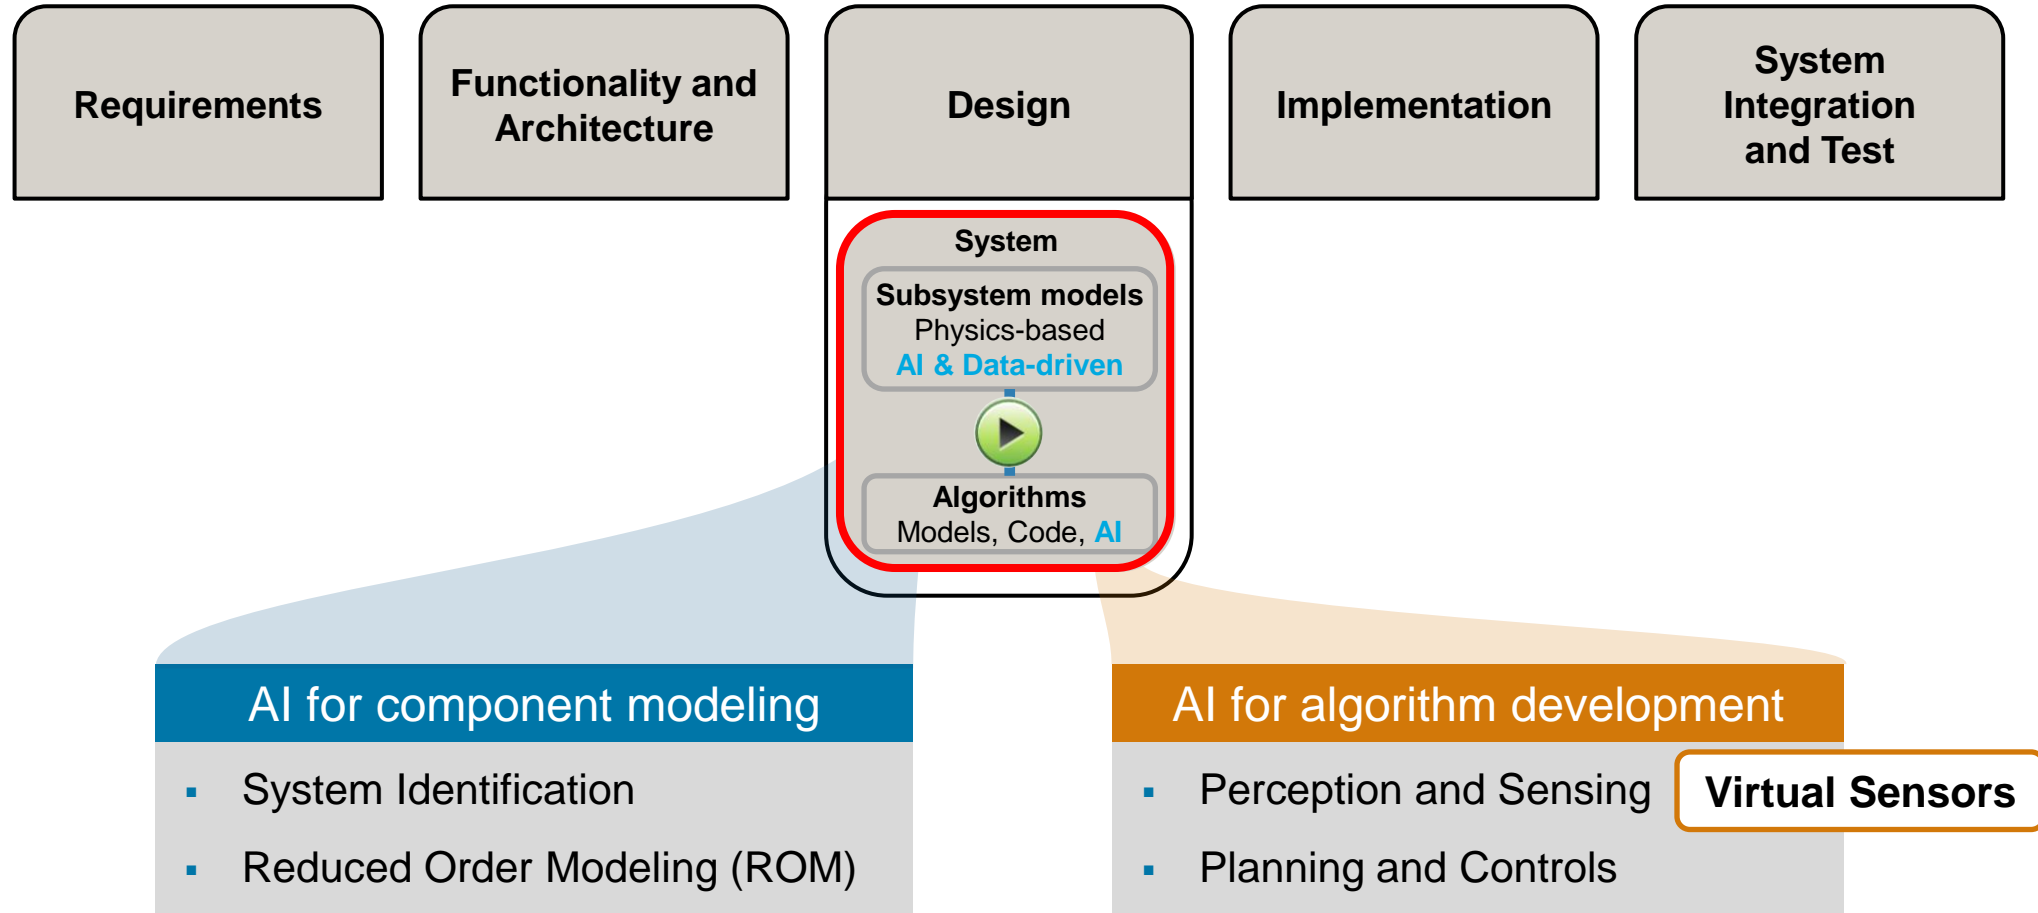 Requirements
Functionality and
Architecture
Design
Implementation
System
Integration
and Test
System
Subsystem models
Physics-based
AI & Data-driven
Algorithms
Models, Code, AI
AI for component modeling
▪ System Identification
▪ Reduced Order Modeling (ROM)
AI for algorithm development
▪ Perception and Sensing
Virtual Sensors
▪ Planning and Controls